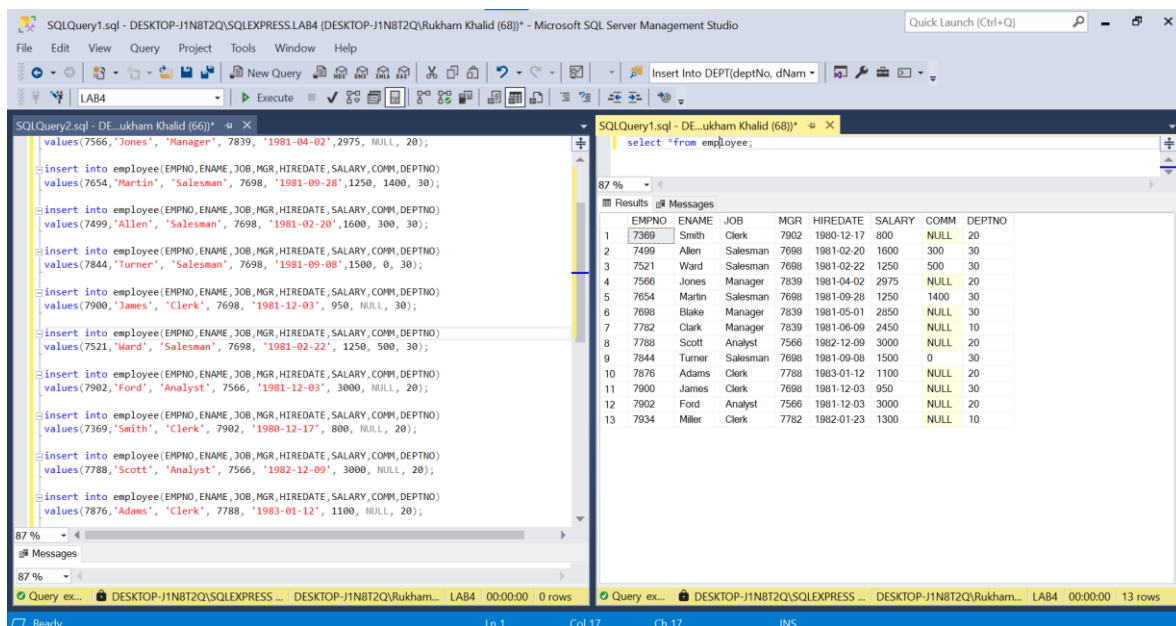 SQLQuery1.sql - DESKTOP-J1N8T2Q\SQLEXPRESS.LAB4 (DESKTOP-J1N8T2Q\Rukham Khalid (68))* - Microsoft SQL Server Management Studio
Quick Launch (Ctrl+Q)
File Edit View Query Project Tools Window Help
New Query MDX DMX XMLA DAX Insert Into DEPT(deptNo, dNam
LAB4 Execute
SQLQuery2.sql - DE...ukham Khalid (66))*
values(7566,'Jones', 'Manager', 7839, '1981-04-02',2975, NULL, 20);
insert into employee(EMPNO,ENAME,JOB,MGR,HIREDATE,SALARY,COMM,DEPTNO)
values(7654,'Martin', 'Salesman', 7698, '1981-09-28',1250, 1400, 30);
insert into employee(EMPNO,ENAME,JOB,MGR,HIREDATE,SALARY,COMM,DEPTNO)
values(7499,'Allen', 'Salesman', 7698, '1981-02-20',1600, 300, 30);
insert into employee(EMPNO,ENAME,JOB,MGR,HIREDATE,SALARY,COMM,DEPTNO)
values(7844,'Turner', 'Salesman', 7698, '1981-09-08',1500, 0, 30);
insert into employee(EMPNO,ENAME,JOB,MGR,HIREDATE,SALARY,COMM,DEPTNO)
values(7900,'James', 'Clerk', 7698, '1981-12-03', 950, NULL, 30);
insert into employee(EMPNO,ENAME,JOB,MGR,HIREDATE,SALARY,COMM,DEPTNO)
values(7521,'Ward', 'Salesman', 7698, '1981-02-22', 1250, 500, 30);
insert into employee(EMPNO,ENAME,JOB,MGR,HIREDATE,SALARY,COMM,DEPTNO)
values(7902,'Ford', 'Analyst', 7566, '1981-12-03', 3000, NULL, 20);
insert into employee(EMPNO,ENAME,JOB,MGR,HIREDATE,SALARY,COMM,DEPTNO)
values(7369,'Smith', 'Clerk', 7902, '1980-12-17', 800, NULL, 20);
insert into employee(EMPNO,ENAME,JOB,MGR,HIREDATE,SALARY,COMM,DEPTNO)
values(7788,'Scott', 'Analyst', 7566, '1982-12-09', 3000, NULL, 20);
insert into employee(EMPNO,ENAME,JOB,MGR,HIREDATE,SALARY,COMM,DEPTNO)
values(7876,'Adams', 'Clerk', 7788, '1983-01-12', 1100, NULL, 20);
87 %
Messages
87 %
Query ex... DESKTOP-J1N8T2Q\SQLEXPRESS ... DESKTOP-J1N8T2Q\Rukham... LAB4 00:00:00 0 rows
SQLQuery1.sql - DE...ukham Khalid (68))*
select *from employee;
87 %
Results Messages
EMPNO ENAME JOB MGR HIREDATE SALARY COMM DEPTNO
1 7369 Smith Clerk 7902 1980-12-17 800 NULL 20
2 7499 Allen Salesman 7698 1981-02-20 1600 300 30
3 7521 Ward Salesman 7698 1981-02-22 1250 500 30
4 7566 Jones Manager 7839 1981-04-02 2975 NULL 20
5 7654 Martin Salesman 7698 1981-09-28 1250 1400 30
6 7698 Blake Manager 7839 1981-05-01 2850 NULL 30
7 7782 Clark Manager 7839 1981-06-09 2450 NULL 10
8 7788 Scott Analyst 7566 1982-12-09 3000 NULL 20
9 7844 Turner Salesman 7698 1981-09-08 1500 0 30
10 7876 Adams Clerk 7788 1983-01-12 1100 NULL 20
11 7900 James Clerk 7698 1981-12-03 950 NULL 30
12 7902 Ford Analyst 7566 1981-12-03 3000 NULL 20
13 7934 Miller Clerk 7782 1982-01-23 1300 NULL 10
Query ex... DESKTOP-J1N8T2Q\SQLEXPRESS ... DESKTOP-J1N8T2Q\Rukham... LAB4 00:00:00 13 rows
Ready Ln 1 Col 17 Ch 17 INS